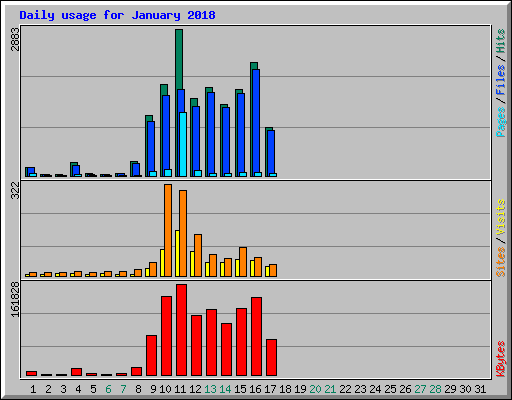 Daily usage for January 2018
2883
Pages / Files / Hits
322
Sites / Visits
161828
KBytes
1 2 3 4 5 6 7 8 9 10 11 12 13 14 15 16 17 18 19 20 21 22 23 24 25 26 27 28 29 30 31